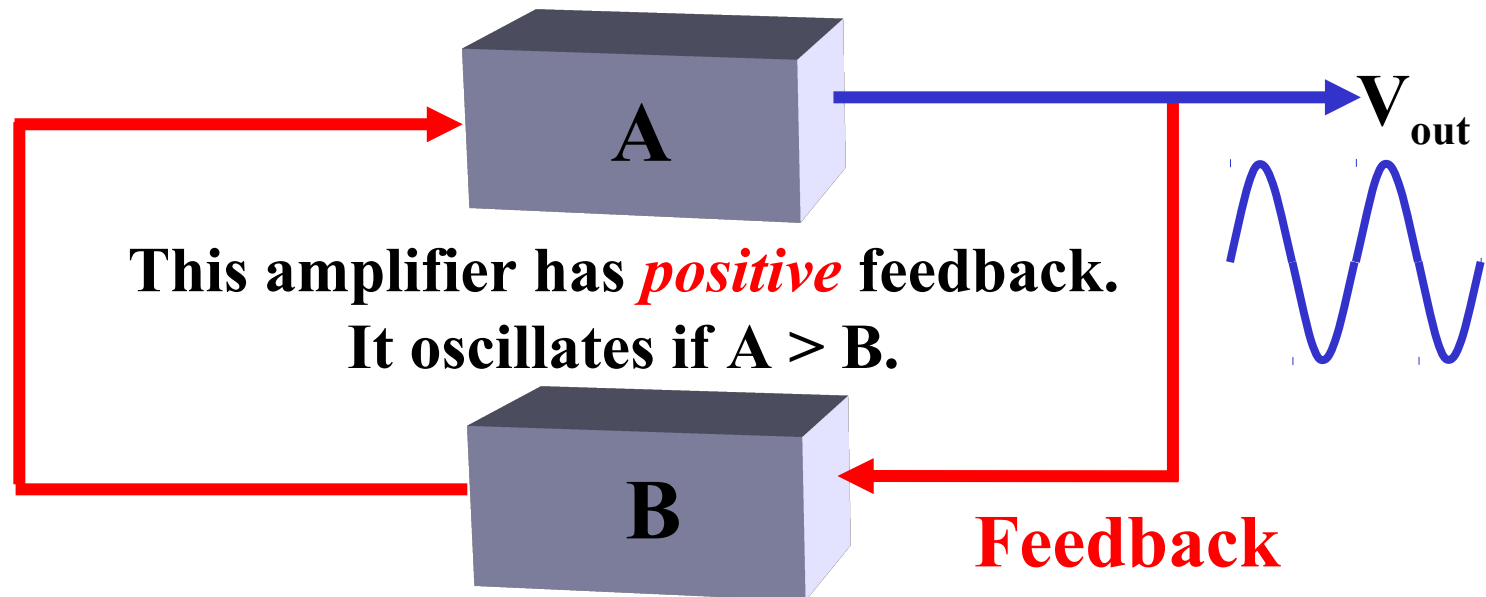 A
V out
This amplifier has positive feedback.
It oscillates if A > B.
B
Feedback